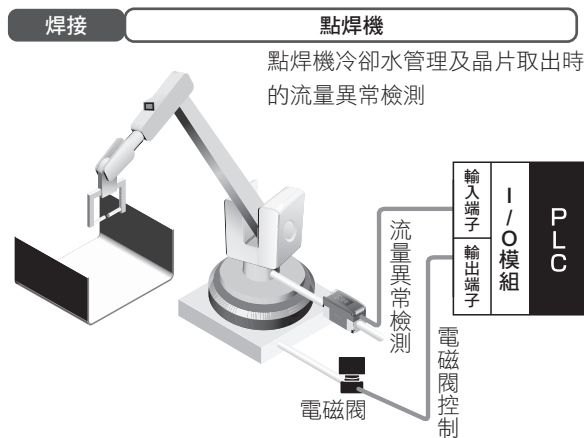 焊接
點焊機
點焊機冷卻水管理及晶片取出時
的流量異常檢測
輸入端子
輸出端子
I/O模組
PLC
流量異常檢測
電磁閥
電磁閥控制